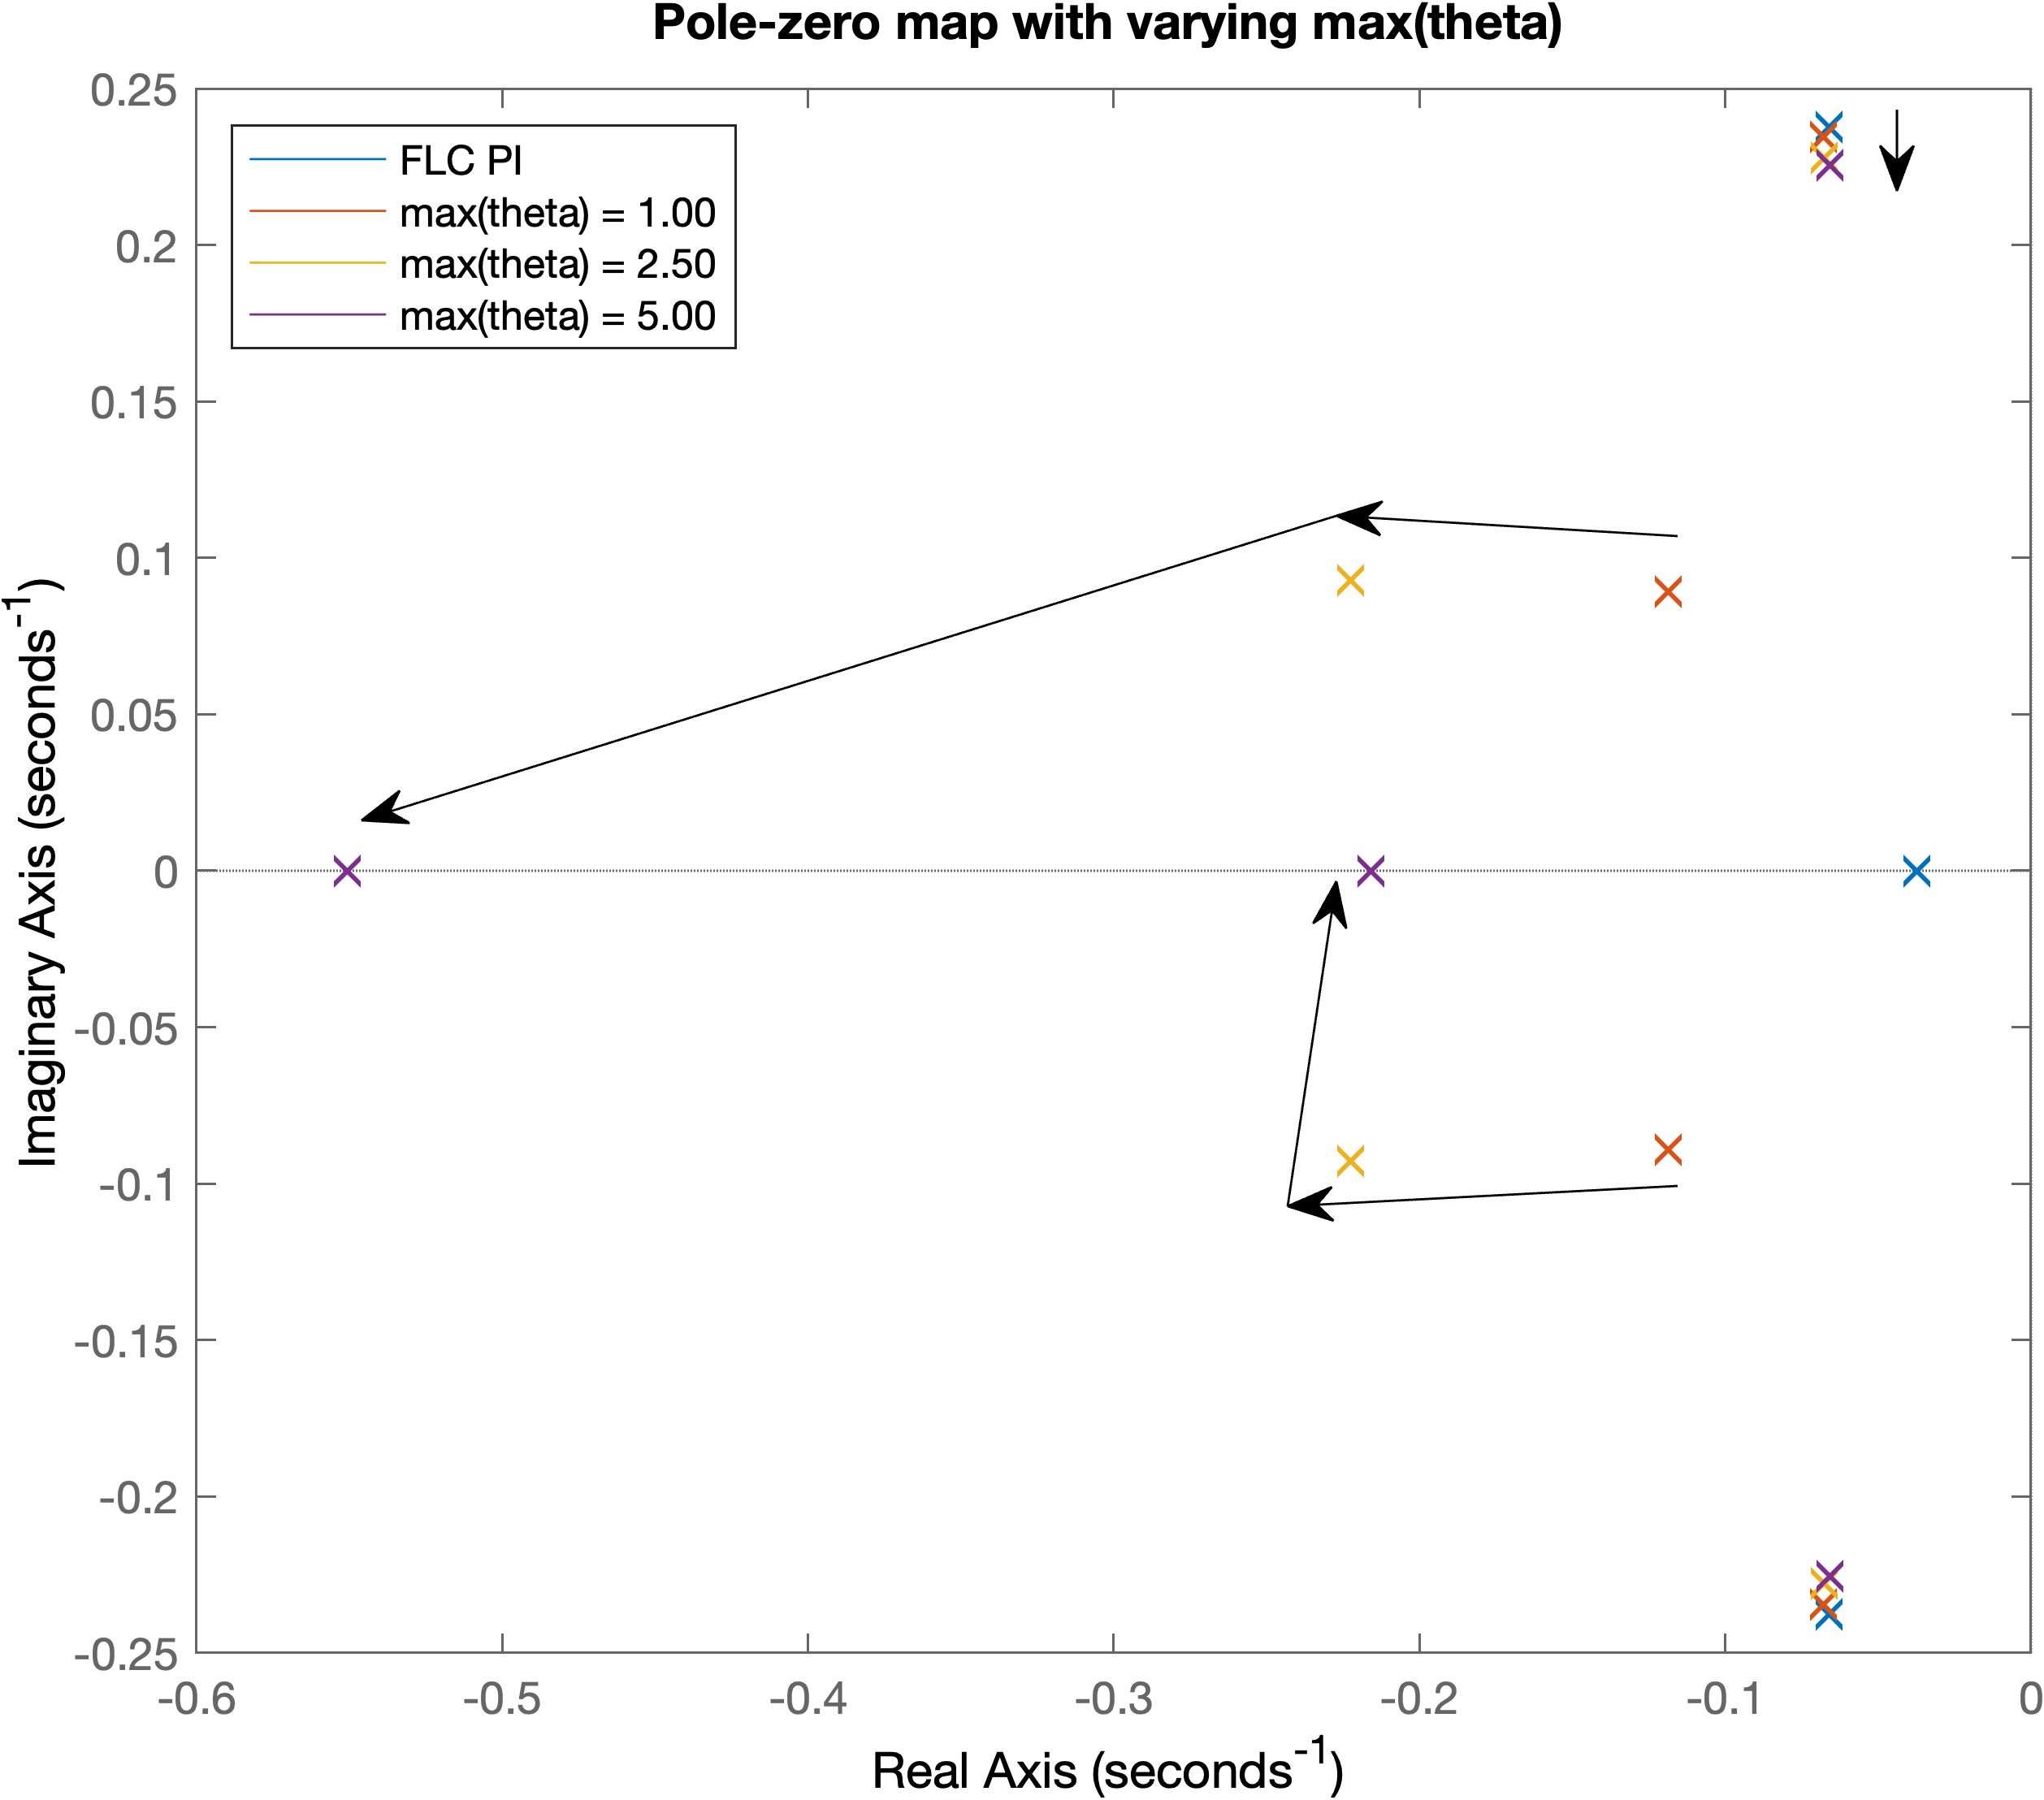 Pole-zero map with varying max(theta)
0.25
0.2
0.15
0.1
0.05
0
-0.05
-0.1
-0.15
-0.2
-0.25
Imaginary Axis (seconds⁻¹)
FLC PI
max(theta) = 1.00
max(theta) = 2.50
max(theta) = 5.00
-0.6 -0.5 -0.4 -0.3 -0.2 -0.1 0
Real Axis (seconds⁻¹)